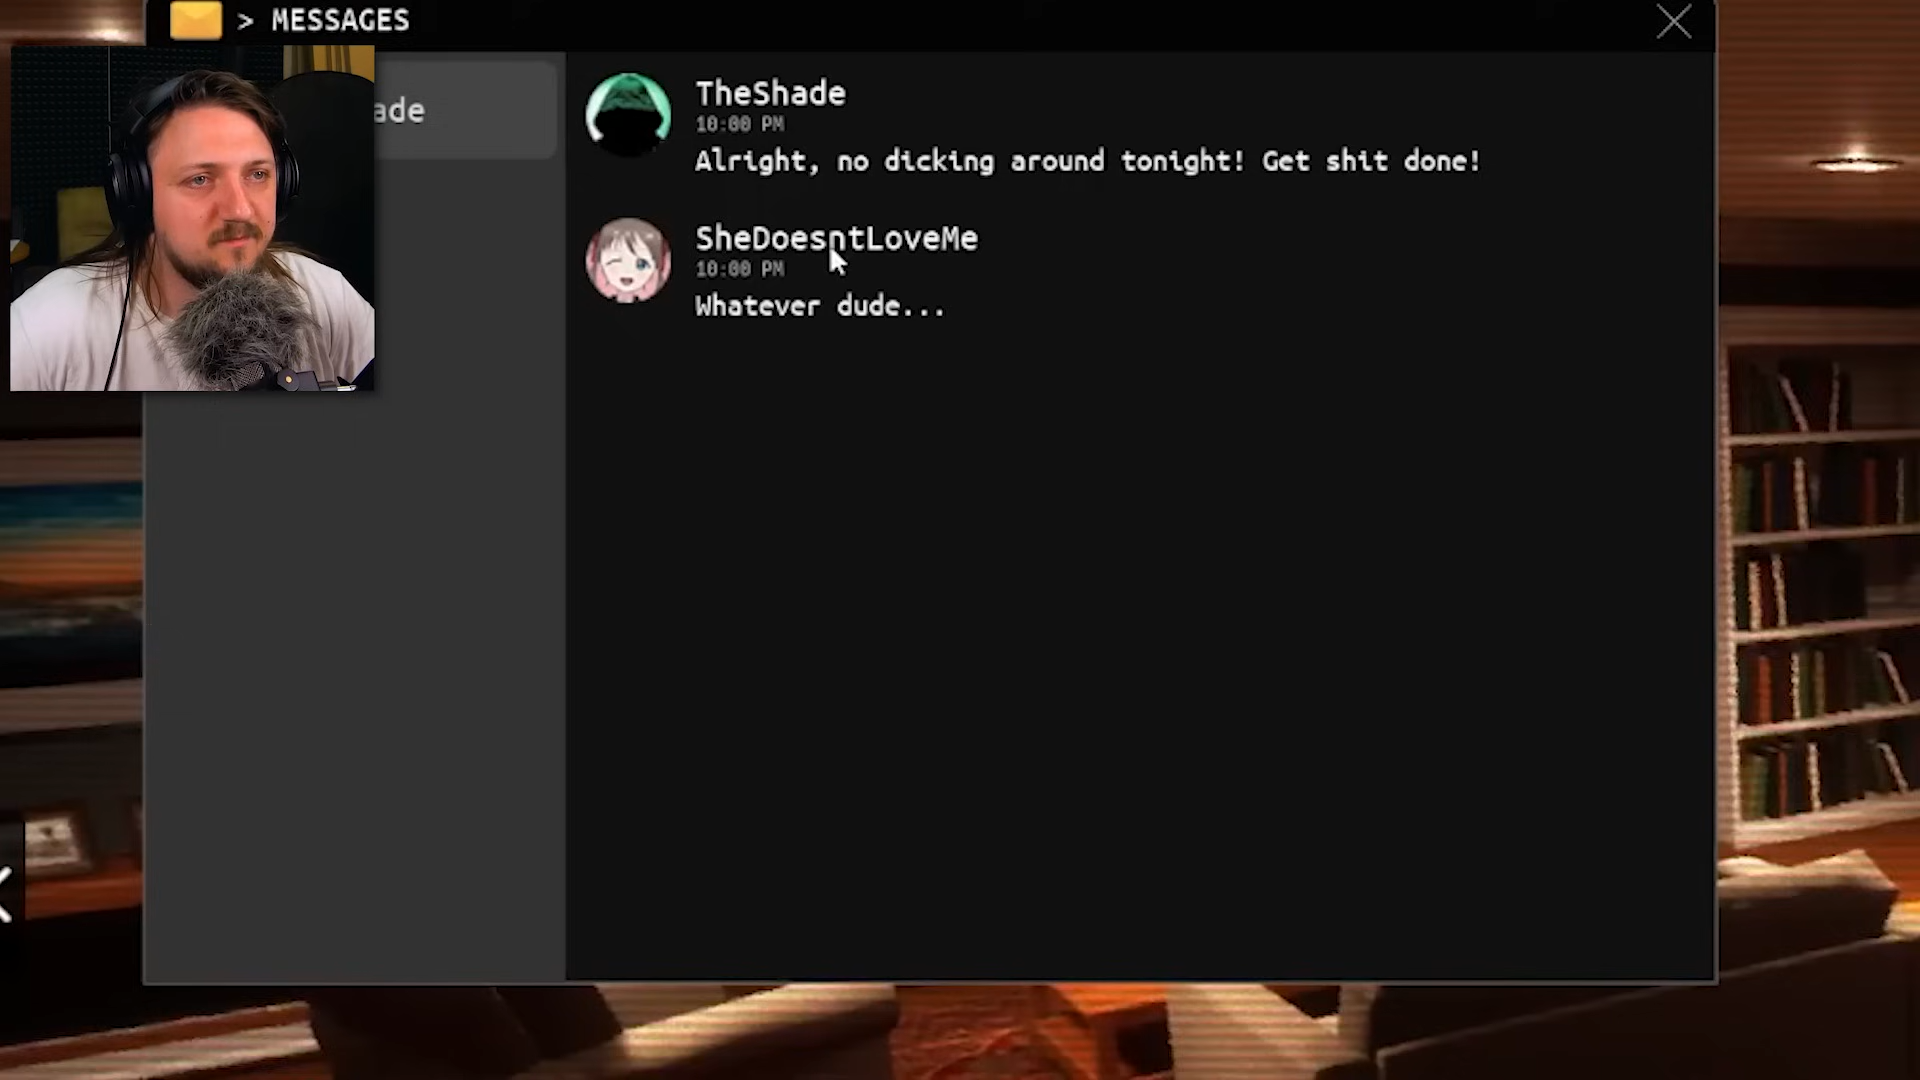 > MESSAGES
ade
TheShade
10:00 PM
Alright, no dicking around tonight! Get shit done!
SheDoesntLoveMe
10:00 PM
Whatever dude...